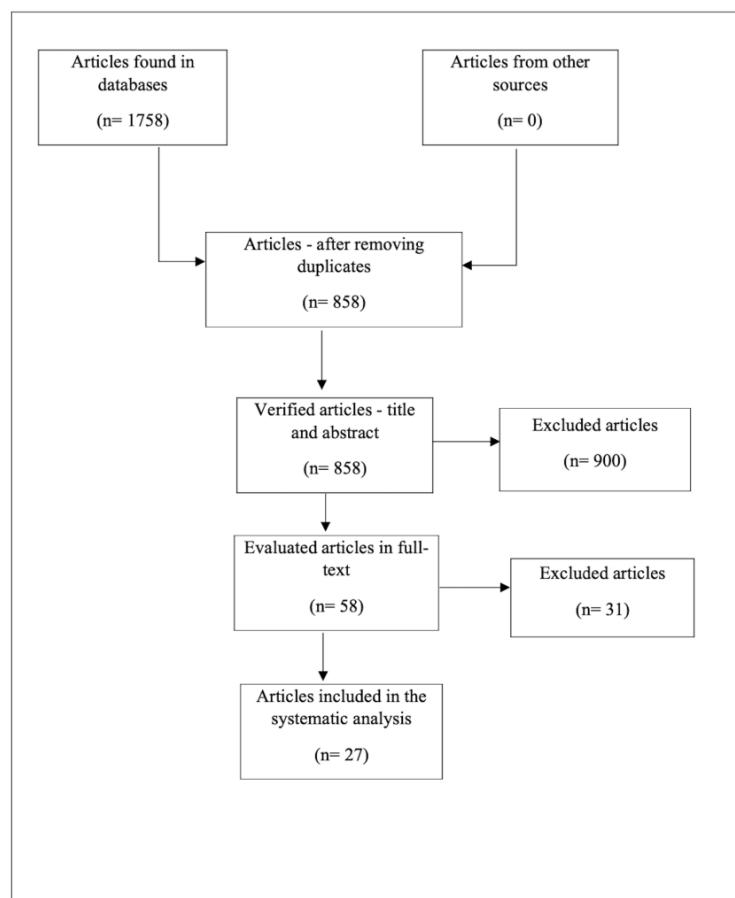 Articles found in
databases
(n= 1758)
Articles from other
sources
(n= 0)
Articles - after removing
duplicates
(n= 858)
Verified articles - title
and abstract
(n= 858)
Excluded articles
(n= 900)
Evaluated articles in full-
text
(n= 58)
Excluded articles
(n= 31)
Articles included in the
systematic analysis
(n= 27)